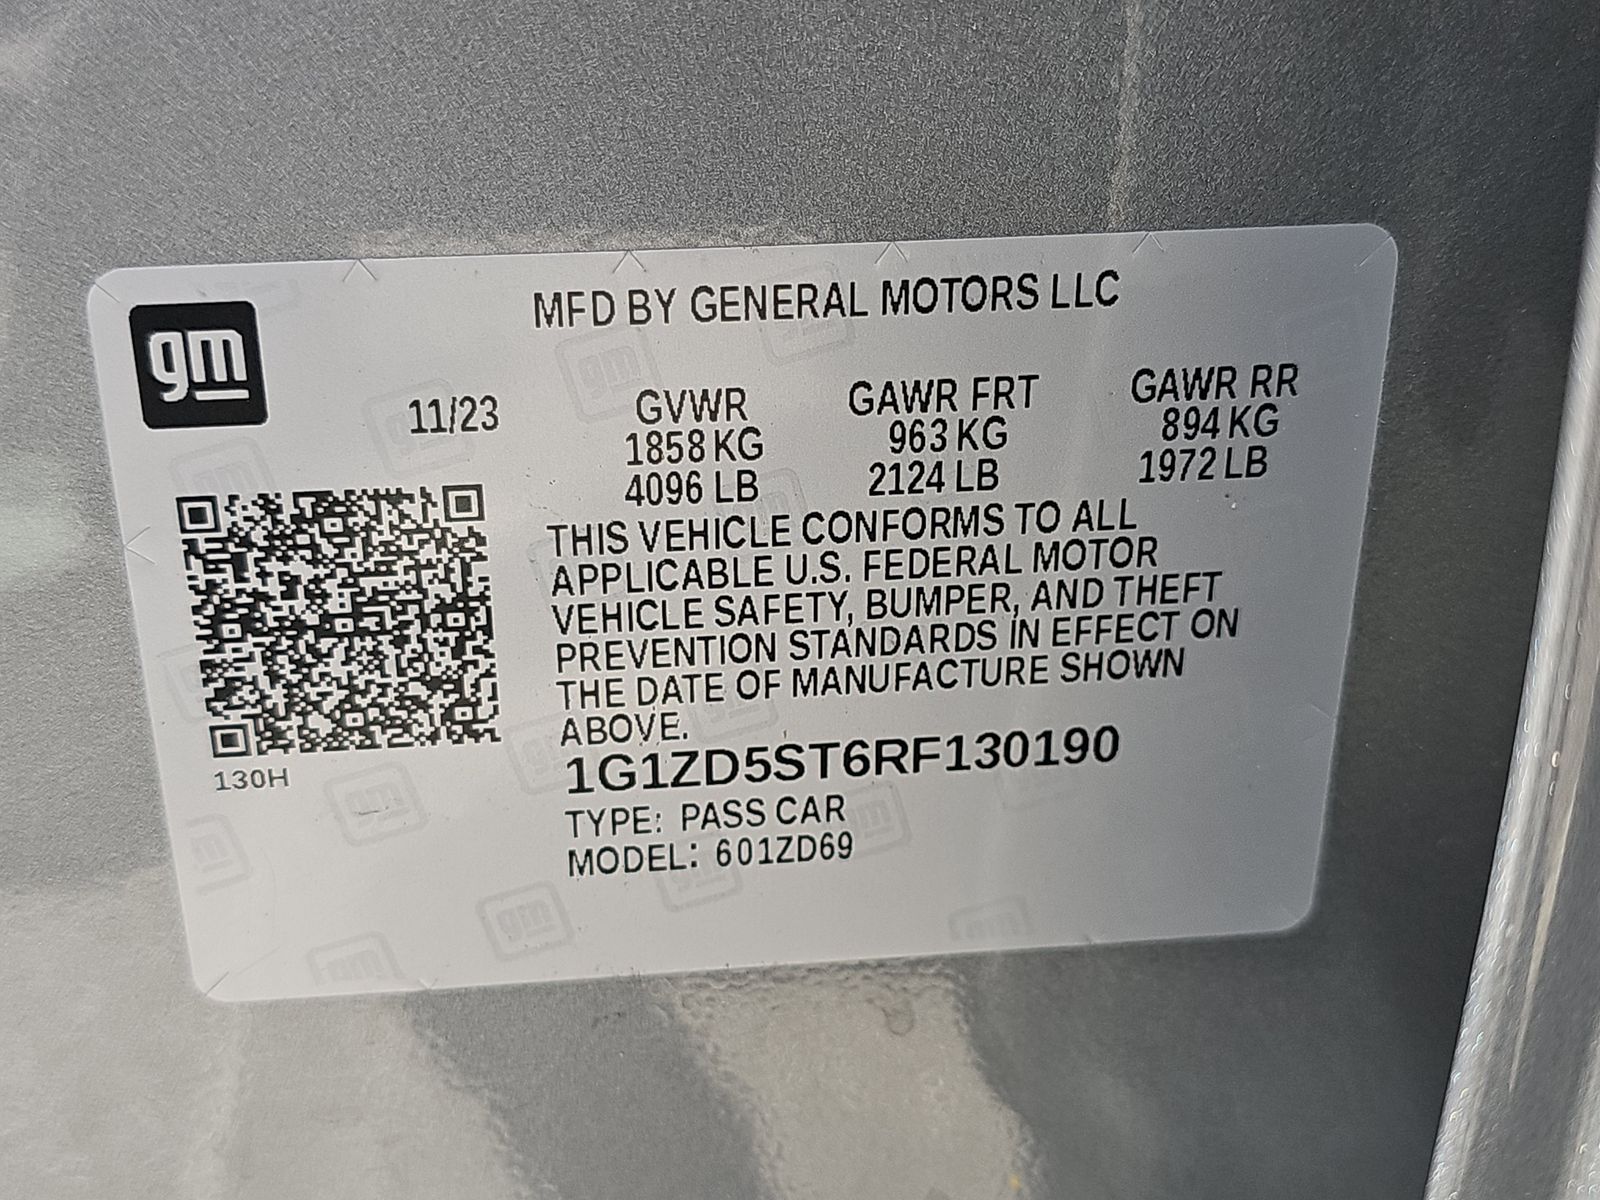 MFD BY GENERAL MOTORS LLC
gm
11/23
GVWR GAWR FRT GAWR RR
1858 KG 963 KG 894 KG
4096 LB 2124 LB 1972 LB
THIS VEHICLE CONFORMS TO ALL
APPLICABLE U.S. FEDERAL MOTOR
VEHICLE SAFETY, BUMPER, AND THEFT
PREVENTION STANDARDS IN EFFECT ON
THE DATE OF MANUFACTURE SHOWN
ABOVE.
1G1ZD5ST6RF130190
130H
TYPE: PASS CAR
MODEL: 601ZD69